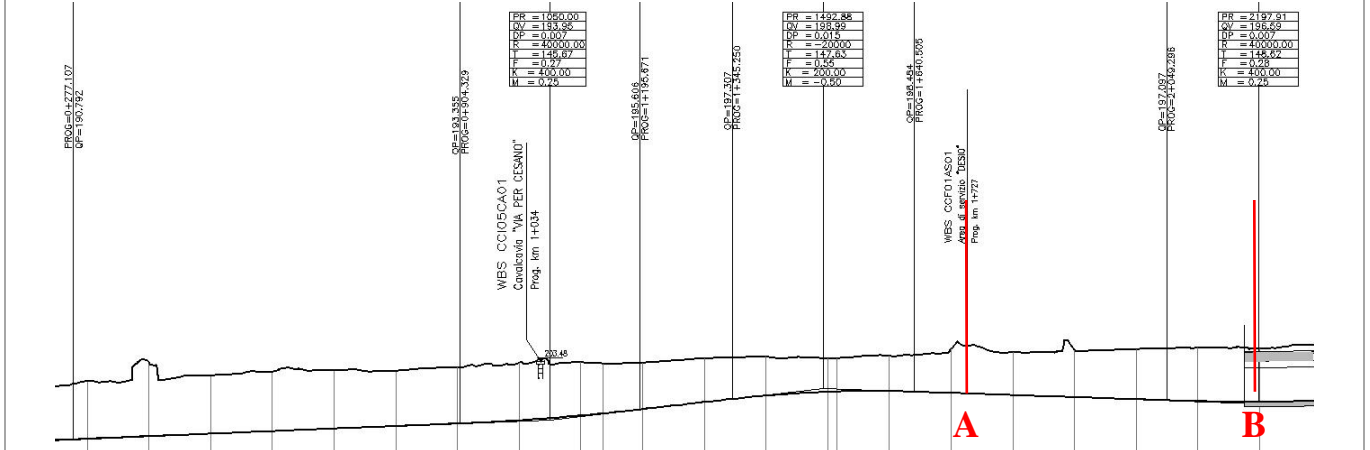 PR = 1050.00
QV = 193.95
DP = 0.007
R = 40000.00
T = 145.67
F = 0.27
K = 400.00
M = 0.25
PR = 1492.88
QV = 198.99
DP = 0.015
R = -20000
T = 147.63
F = 0.55
K = 200.00
M = -0.50
PR = 2197.91
QV = 196.59
DP = 0.007
R = 40000.00
T = 148.62
F = 0.28
K = 400.00
M = 0.25
PROG=0+277.107
QP=190.792
QP=193.355
PROG=0+904.329
WBS CCI05CA01
Cavalcavia "VIA PER CESANO"
Prog. km 1+034
QP=195.606
PROG=1+195.671
QP=197.307
PROG=1+345.250
QP=198.484
PROG=1+640.505
WBS CCF01AS01
Area di servizio "DESIO"
Prog. km 1+727
QP=197.097
PROG=2+049.296
203.48
A
B